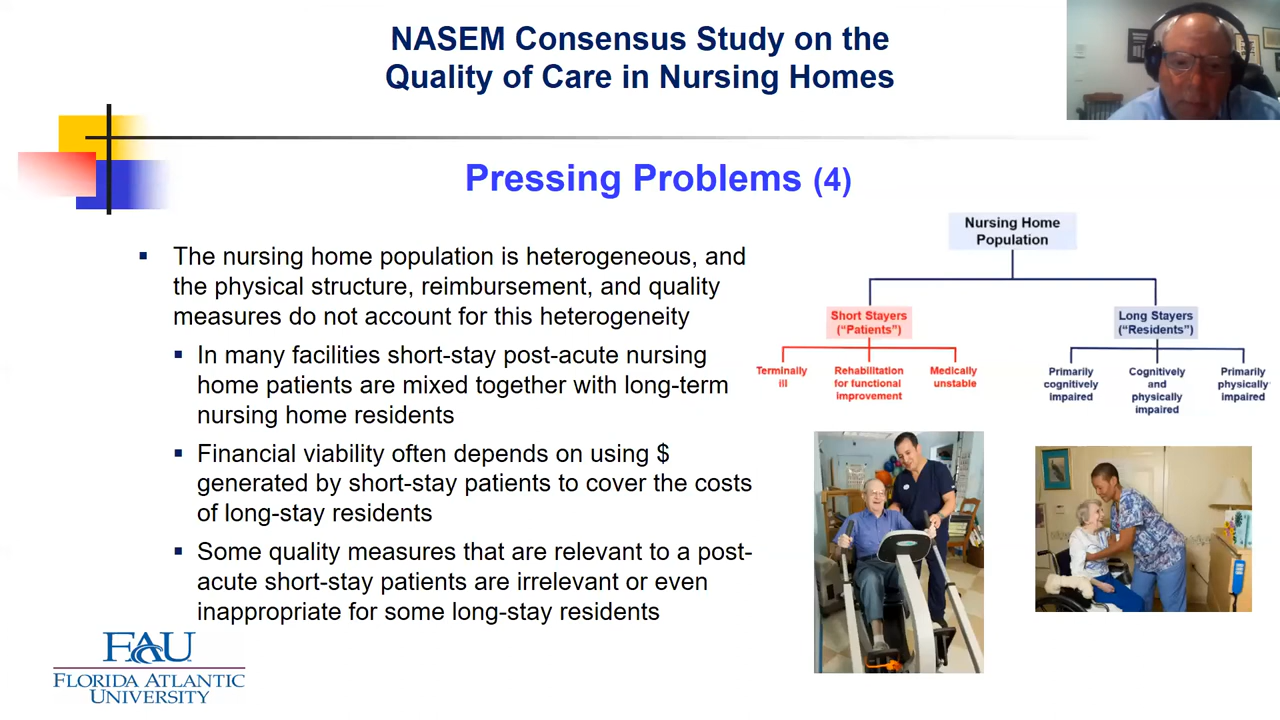 NASEM Consensus Study on the
Quality of Care in Nursing Homes
Pressing Problems (4)
The nursing home population is heterogeneous, and
the physical structure, reimbursement, and quality
measures do not account for this heterogeneity
In many facilities short-stay post-acute nursing
home patients are mixed together with long-term
nursing home residents
Financial viability often depends on using $
generated by short-stay patients to cover the costs
of long-stay residents
Some quality measures that are relevant to a post-
acute short-stay patients are irrelevant or even
inappropriate for some long-stay residents
Nursing Home
Population
Short Stayers
("Patients")
Long Stayers
("Residents")
Terminally
ill
Rehabilitation
for functional
improvement
Medically
unstable
Primarily
cognitively
impaired
Cognitively
and
physically
impaired
Primarily
physically
impaired
FAU
FLORIDA ATLANTIC
UNIVERSITY